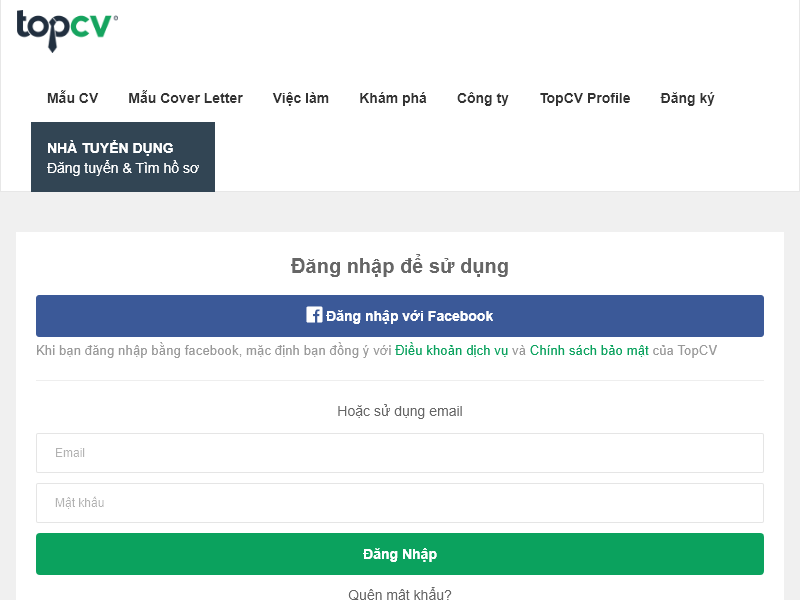 topcv®
Mẫu CV Mẫu Cover Letter Việc làm Khám phá Công ty TopCV Profile Đăng ký
NHÀ TUYỂN DỤNG
Đăng tuyển & Tìm hồ sơ
Đăng nhập để sử dụng
Đăng nhập với Facebook
Khi bạn đăng nhập bằng facebook, mặc định bạn đồng ý với Điều khoản dịch vụ và Chính sách bảo mật của TopCV
Hoặc sử dụng email
Email
Mật khẩu
Đăng Nhập
Quên mật khẩu?